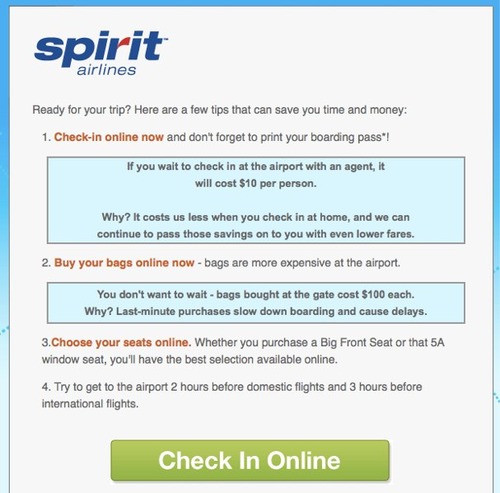 spirit
airlines
Ready for your trip? Here are a few tips that can save you time and money:
1. Check-in online now and don't forget to print your boarding pass*!
If you wait to check in at the airport with an agent, it
will cost $10 per person.
Why? It costs us less when you check in at home, and we can
continue to pass those savings on to you with even lower fares.
2. Buy your bags online now - bags are more expensive at the airport.
You don't want to wait - bags bought at the gate cost $100 each.
Why? Last-minute purchases slow down boarding and cause delays.
3.Choose your seats online. Whether you purchase a Big Front Seat or that 5A
window seat, you'll have the best selection available online.
4. Try to get to the airport 2 hours before domestic flights and 3 hours before
international flights.
Check In Online